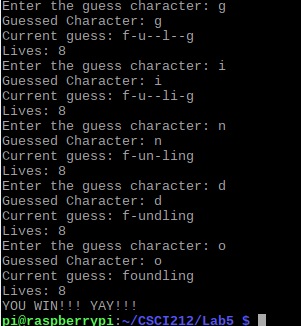 Enter the guess character: g
Guessed Character: g
Current guess: f-u--l--g
Lives: 8
Enter the guess character: i
Guessed Character: i
Current guess: f-u--li-g
Lives: 8
Enter the guess character: n
Guessed Character: n
Current guess: f-un-ling
Lives: 8
Enter the guess character: d
Guessed Character: d
Current guess: f-undling
Lives: 8
Enter the guess character: o
Guessed Character: o
Current guess: foundling
Lives: 8
YOU WIN!!! YAY!!!
pi@raspberrypi:~/CSCI212/Lab5 $